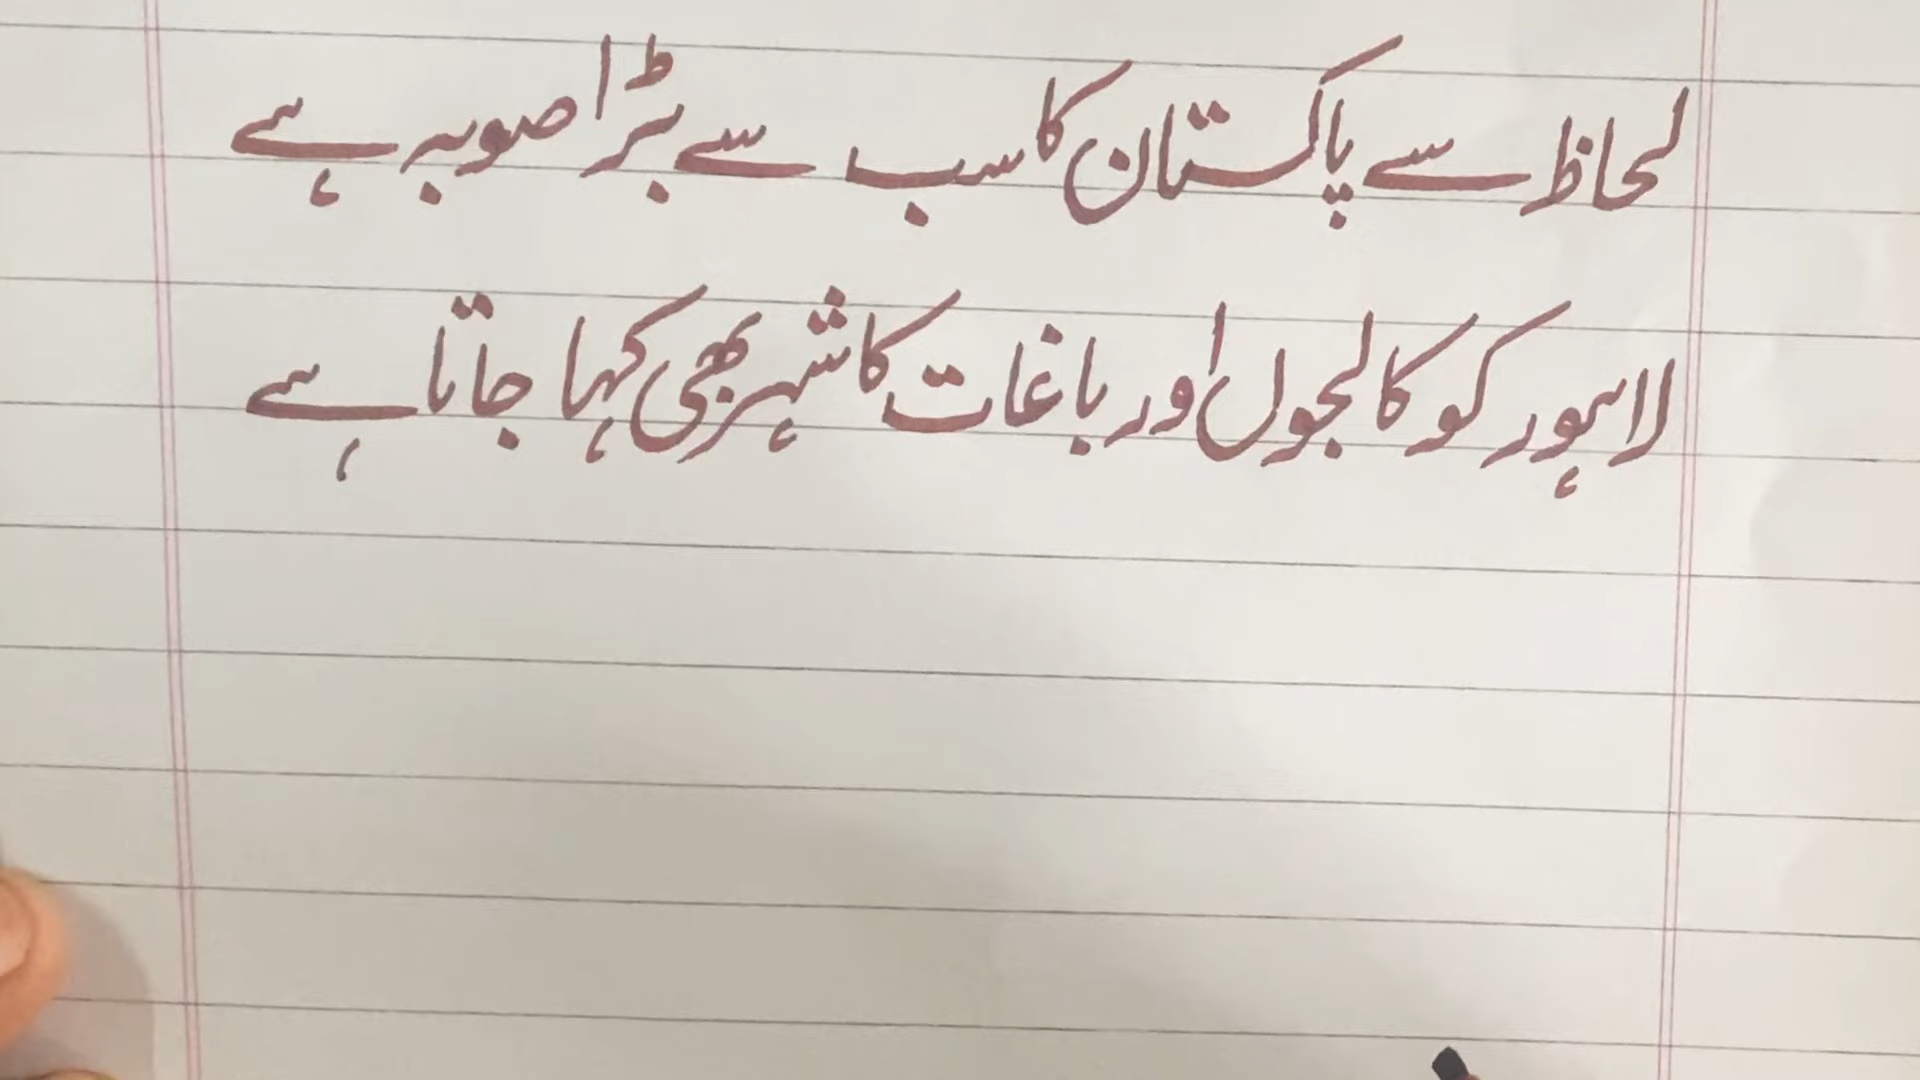 لحاظ سے پاکستان کا سب سے بڑا صوبہ ہے
لاہور کو کالجوں اور باغات کا شہر بھی کہا جاتا ہے